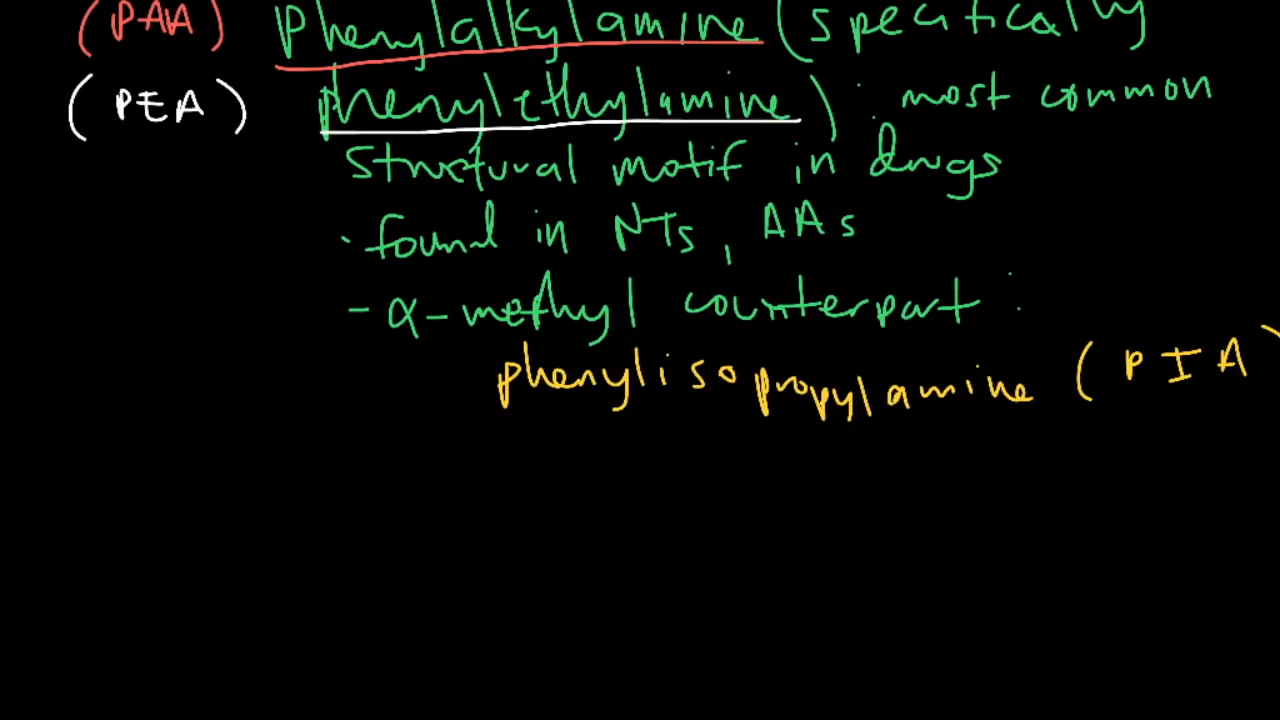 (PAA) phenylalkylamine (specifically
(PEA) phenylethylamine) : most common
structural motif in drugs
· found in NTs, AAs
- α-methyl counterpart :
phenylisopropylamine (PIA)